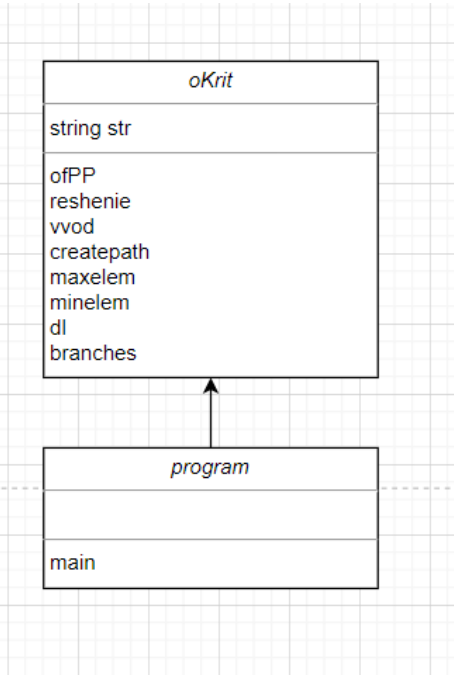 oKrit
string str
ofPP
reshenie
vvod
createpath
maxelem
minelem
dl
branches
program
main